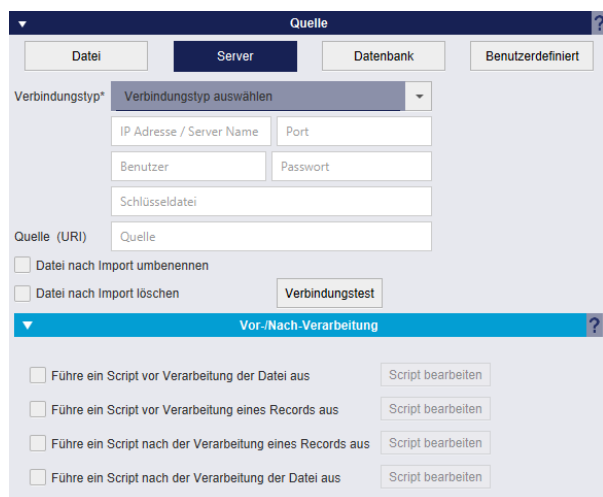 Quelle
?
Datei Server Datenbank Benutzerdefiniert
Verbindungstyp* Verbindungstyp auswählen
IP Adresse / Server Name Port
Benutzer Passwort
Schlüsseldatei
Quelle (URI) Quelle
Datei nach Import umbenennen
Datei nach Import löschen Verbindungstest
Vor-/Nach-Verarbeitung ?
Führe ein Script vor Verarbeitung der Datei aus Script bearbeiten
Führe ein Script vor Verarbeitung eines Records aus Script bearbeiten
Führe ein Script nach der Verarbeitung eines Records aus Script bearbeiten
Führe ein Script nach der Verarbeitung der Datei aus Script bearbeiten